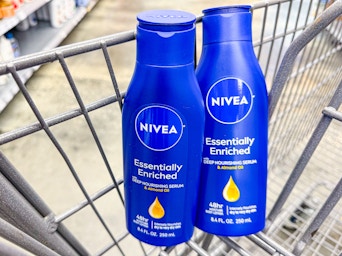 NIVEA
Essentially
Enriched
DEEP NOURISHING SERUM
& Almond Oil
48hr
8.4 FL. OZ. 250 mL
NIVEA
Essentially
Enriched
DEEP NOURISHING SERUM
& Almond Oil
48hr
8.4 FL. OZ. 250 mL